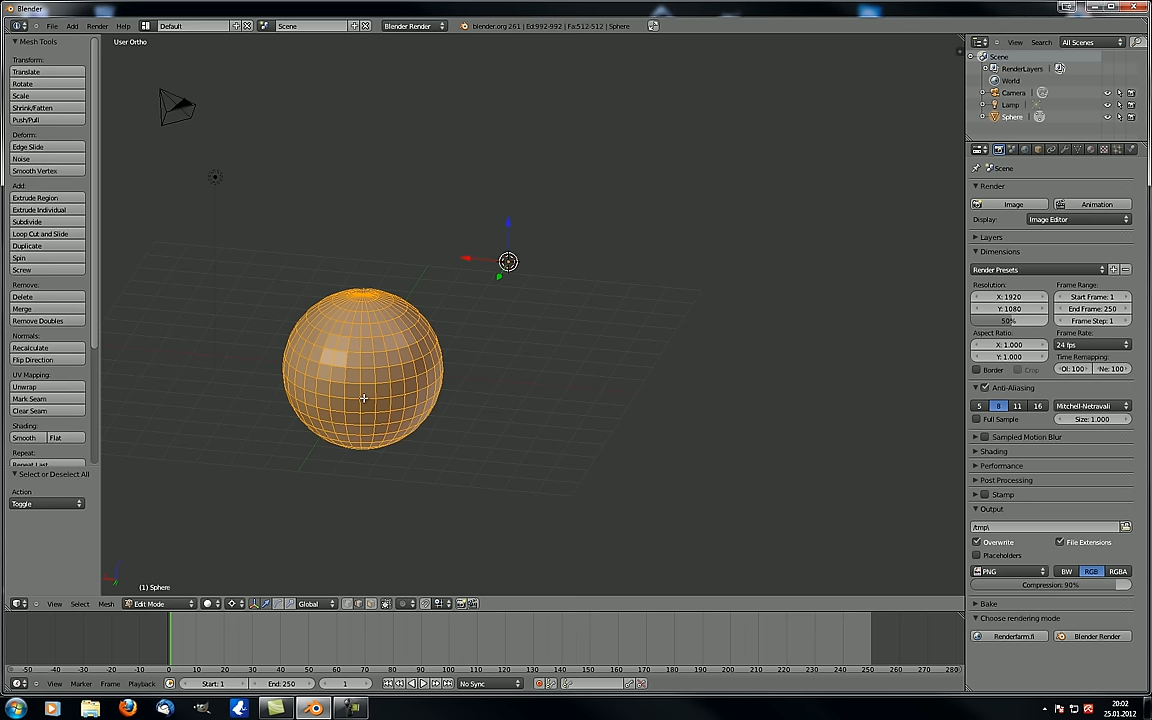 Blender
File Add Render Help Default Scene Blender Render blender.org 261 | Ed:992-992 | Fa:512-512 | Sphere
Mesh Tools
Transform:
Translate
Rotate
Scale
Shrink/Fatten
Push/Pull
Deform:
Edge Slide
Noise
Smooth Vertex
Add:
Extrude Region
Extrude Individual
Subdivide
Loop Cut and Slide
Duplicate
Spin
Screw
Remove:
Delete
Merge
Remove Doubles
Normals:
Recalculate
Flip Direction
UV Mapping:
Unwrap
Mark Seam
Clear Seam
Shading:
Smooth Flat
Repeat:
Repeat Last
Select or Deselect All
Action
Toggle
User Ortho
(1) Sphere
View Select Mesh Edit Mode Global
View Search All Scenes
Scene
RenderLayers
World
Camera
Lamp
Sphere
Scene
Render
Image Animation
Display: Image Editor
Layers
Dimensions
Render Presets
Resolution: Frame Range:
X: 1920 Start Frame: 1
Y: 1080 End Frame: 250
50% Frame Step: 1
Aspect Ratio: Frame Rate:
X: 1.000 24 fps
Y: 1.000 Time Remapping:
Border Crop Ol: 100 Ne: 100
Anti-Aliasing
5 8 11 16 Mitchell-Netravali
Full Sample Size: 1.000
Sampled Motion Blur
Shading
Performance
Post Processing
Stamp
Output
/tmp\
Overwrite File Extensions
Placeholders
PNG BW RGB RGBA
Compression: 90%
Bake
Choose rendering mode
Renderfarm.fi Blender Render
-50 -40 -30 -20 -10 0 10 20 30 40 50 60 70 80 90 100 110 120 130 140 150 160 170 180 190 200 210 220 230 240 250 260 270 280
View Marker Frame Playback Start: 1 End: 250 1 No Sync
20:02
25.01.2012